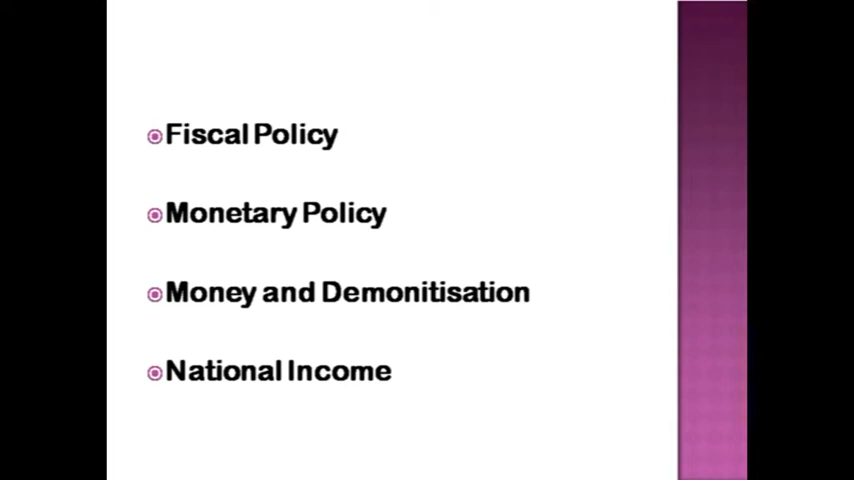 Fiscal Policy
Monetary Policy
Money and Demonitisation
National Income